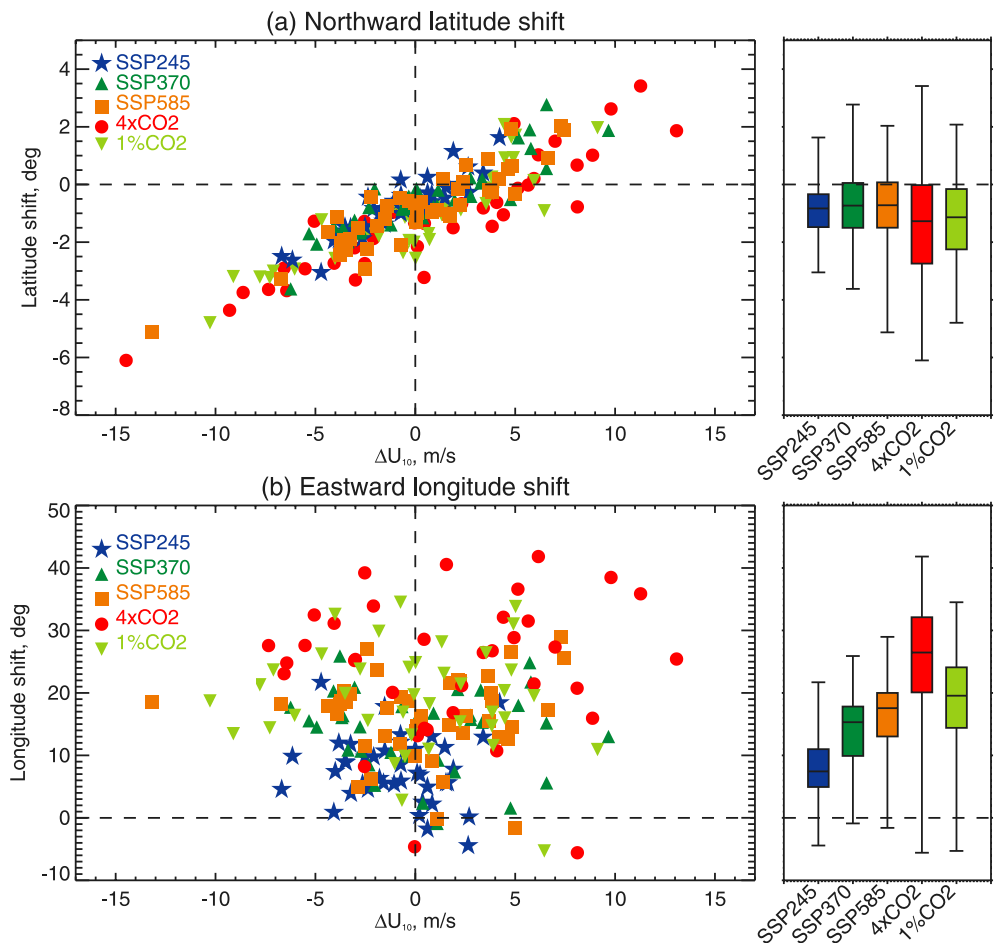 (a) Northward latitude shift
SSP245
SSP370
SSP585
4xCO2
1%CO2
4
2
0
-2
-4
-6
-8
Latitude shift, deg
-15 -10 -5 0 5 10 15
ΔU₁₀, m/s
SSP245 SSP370 SSP585 4xCO2 1%CO2
(b) Eastward longitude shift
SSP245
SSP370
SSP585
4xCO2
1%CO2
50
40
30
20
10
0
-10
Longitude shift, deg
-15 -10 -5 0 5 10 15
ΔU₁₀, m/s
SSP245 SSP370 SSP585 4xCO2 1%CO2